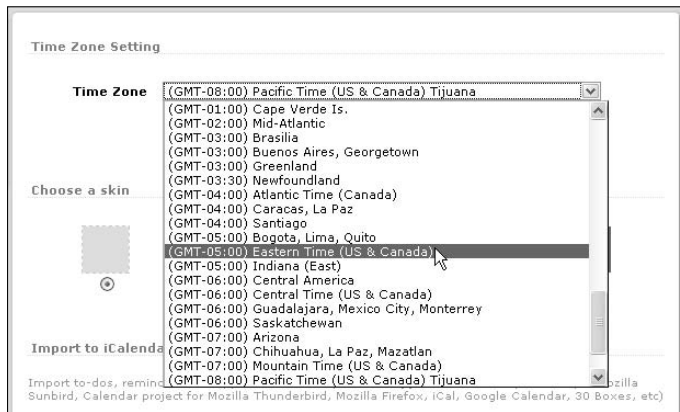 Time Zone Setting
Time Zone
(GMT-08:00) Pacific Time (US & Canada) Tijuana
(GMT-01:00) Cape Verde Is.
(GMT-02:00) Mid-Atlantic
(GMT-03:00) Brasilia
(GMT-03:00) Buenos Aires, Georgetown
(GMT-03:00) Greenland
(GMT-03:30) Newfoundland
(GMT-04:00) Atlantic Time (Canada)
(GMT-04:00) Caracas, La Paz
(GMT-04:00) Santiago
(GMT-05:00) Bogota, Lima, Quito
(GMT-05:00) Eastern Time (US & Canada)
(GMT-05:00) Indiana (East)
(GMT-06:00) Central America
(GMT-06:00) Central Time (US & Canada)
(GMT-06:00) Guadalajara, Mexico City, Monterrey
(GMT-06:00) Saskatchewan
(GMT-07:00) Arizona
(GMT-07:00) Chihuahua, La Paz, Mazatlan
(GMT-07:00) Mountain Time (US & Canada)
(GMT-08:00) Pacific Time (US & Canada) Tijuana
Choose a skin
Import to iCalenda
Import to-dos, remind ozilla
Sunbird, Calendar project for Mozilla Thunderbird, Mozilla Firefox, iCal, Google Calendar, 30 Boxes, etc)